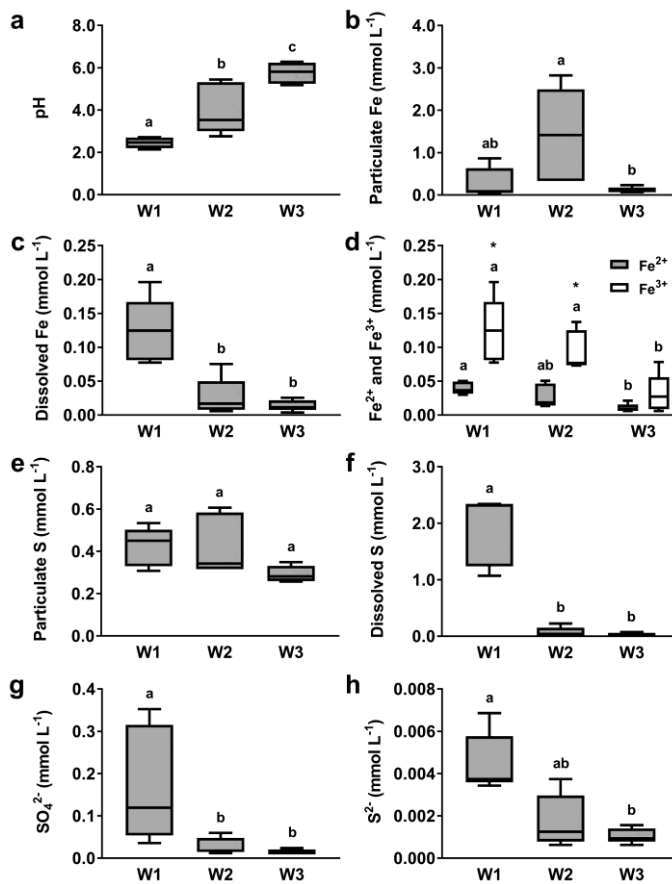 a
pH
8.0
6.0
4.0
2.0
0.0
a
b
c
W1
W2
W3
b
Particulate Fe (mmol L⁻¹)
4.0
3.0
2.0
1.0
0.0
ab
a
b
W1
W2
W3
c
Dissolved Fe (mmol L⁻¹)
0.25
0.20
0.15
0.10
0.05
0.00
a
b
b
W1
W2
W3
d
Fe²⁺ and Fe³⁺ (mmol L⁻¹)
0.25
0.20
0.15
0.10
0.05
0.00
*
a
a
*
a
ab
b
b
Fe²⁺
Fe³⁺
W1
W2
W3
e
Particulate S (mmol L⁻¹)
0.8
0.6
0.4
0.2
0.0
a
a
a
W1
W2
W3
f
Dissolved S (mmol L⁻¹)
3.0
2.0
1.0
0.0
a
b
b
W1
W2
W3
g
SO₄²⁻ (mmol L⁻¹)
0.4
0.3
0.2
0.1
0.0
a
b
b
W1
W2
W3
h
S²⁻ (mmol L⁻¹)
0.008
0.006
0.004
0.002
0.000
a
ab
b
W1
W2
W3